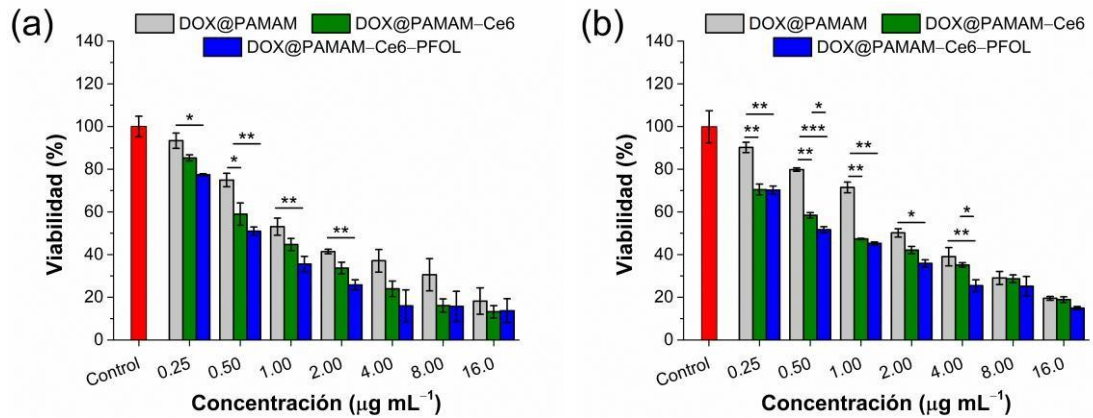 (a)
DOX@PAMAM DOX@PAMAM–Ce6
DOX@PAMAM–Ce6–PFOL
140
120
100
80
60
40
20
0
Viabilidad (%)
*
**
*
**
**
Control 0.25 0.50 1.00 2.00 4.00 8.00 16.0
Concentración (μg mL⁻¹)
(b)
DOX@PAMAM DOX@PAMAM–Ce6
DOX@PAMAM–Ce6–PFOL
140
120
100
80
60
40
20
0
Viabilidad (%)
**
**
*
***
**
**
**
*
*
**
Control 0.25 0.50 1.00 2.00 4.00 8.00 16.0
Concentración (μg mL⁻¹)